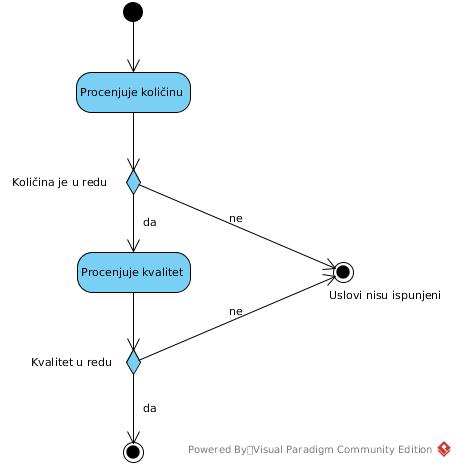 Procenjuje količinu
Količina je u redu
da
ne
Procenjuje kvalitet
Uslovi nisu ispunjeni
ne
Kvalitet u redu
da
Powered By Visual Paradigm Community Edition